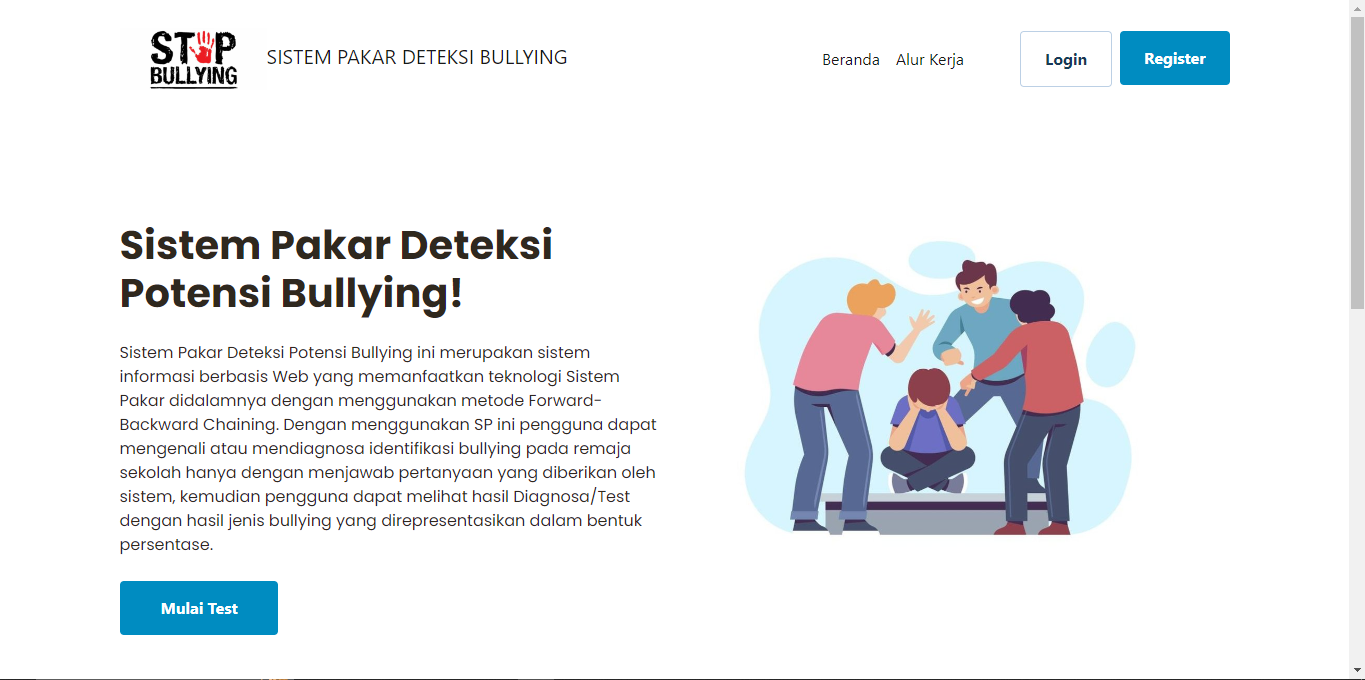 STOP
BULLYING
SISTEM PAKAR DETEKSI BULLYING
Beranda
Alur Kerja
Login
Register
Sistem Pakar Deteksi
Potensi Bullying!
Sistem Pakar Deteksi Potensi Bullying ini merupakan sistem
informasi berbasis Web yang memanfaatkan teknologi Sistem
Pakar didalamnya dengan menggunakan metode Forward-
Backward Chaining. Dengan menggunakan SP ini pengguna dapat
mengenali atau mendiagnosa identifikasi bullying pada remaja
sekolah hanya dengan menjawab pertanyaan yang diberikan oleh
sistem, kemudian pengguna dapat melihat hasil Diagnosa/Test
dengan hasil jenis bullying yang direpresentasikan dalam bentuk
persentase.
Mulai Test